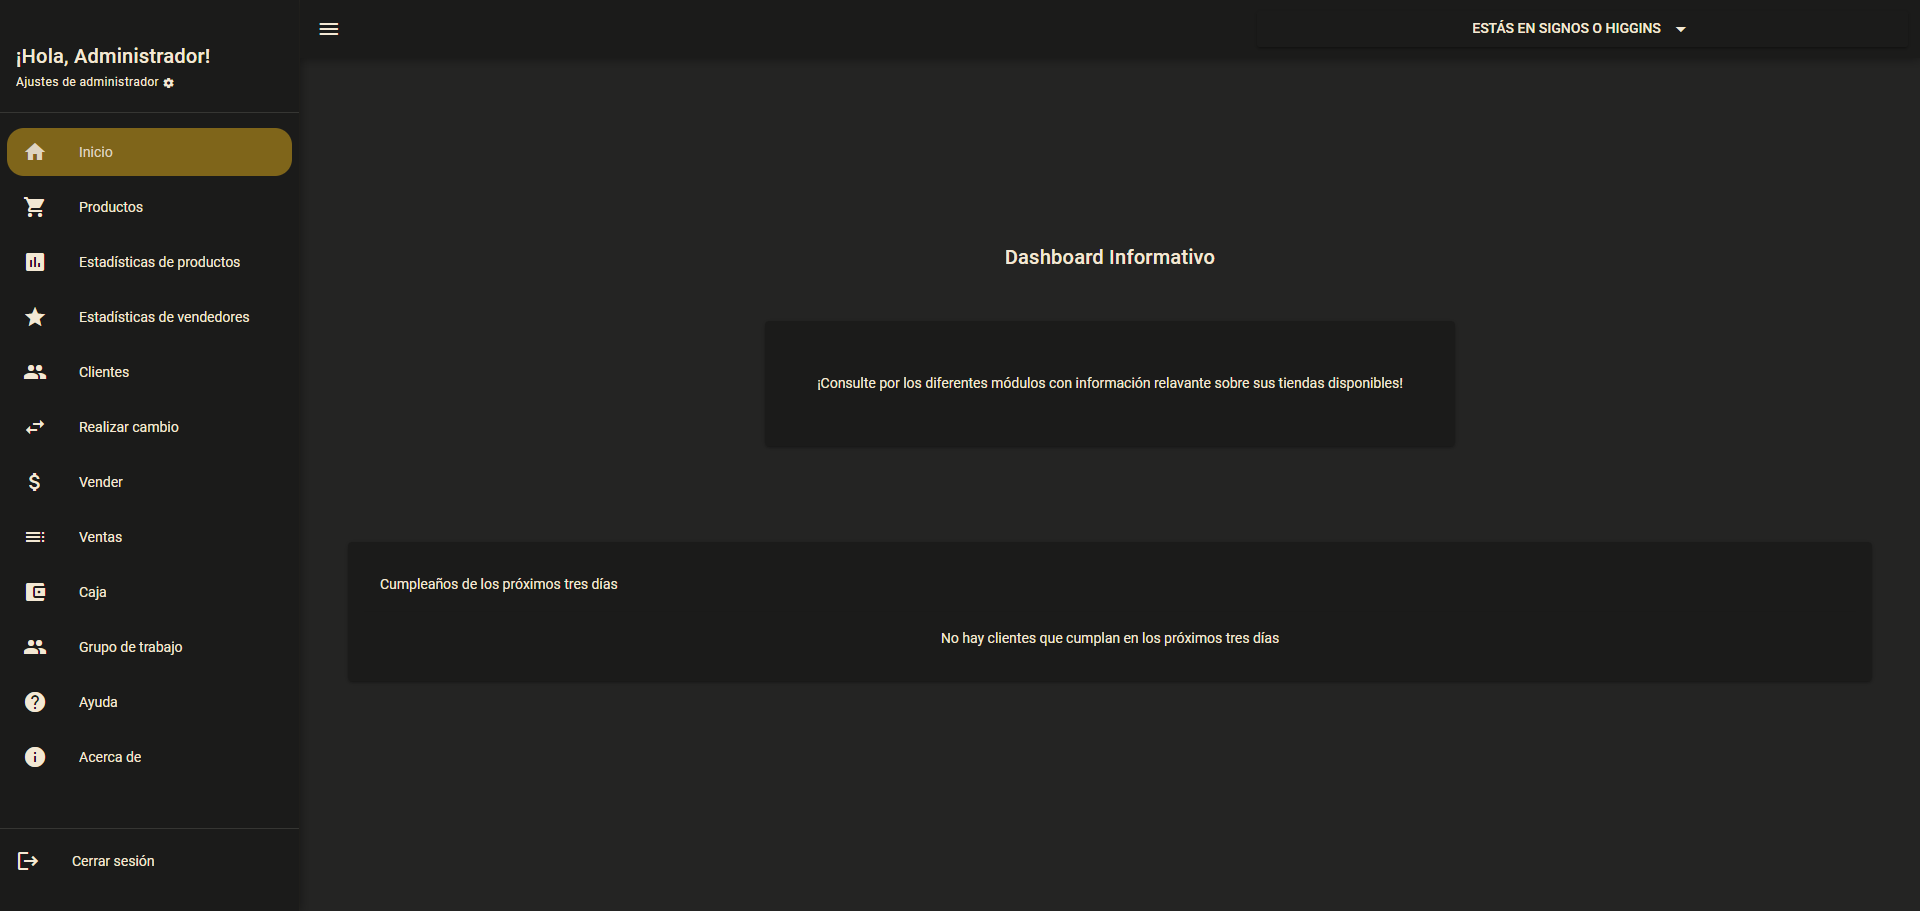 ¡Hola, Administrador!
Ajustes de administrador
Inicio
Productos
Estadísticas de productos
Estadísticas de vendedores
Clientes
Realizar cambio
Vender
Ventas
Caja
Grupo de trabajo
Ayuda
Acerca de
Cerrar sesión
ESTÁS EN SIGNOS O HIGGINS
Dashboard Informativo
¡Consulte por los diferentes módulos con información relavante sobre sus tiendas disponibles!
Cumpleaños de los próximos tres días
No hay clientes que cumplan en los próximos tres días